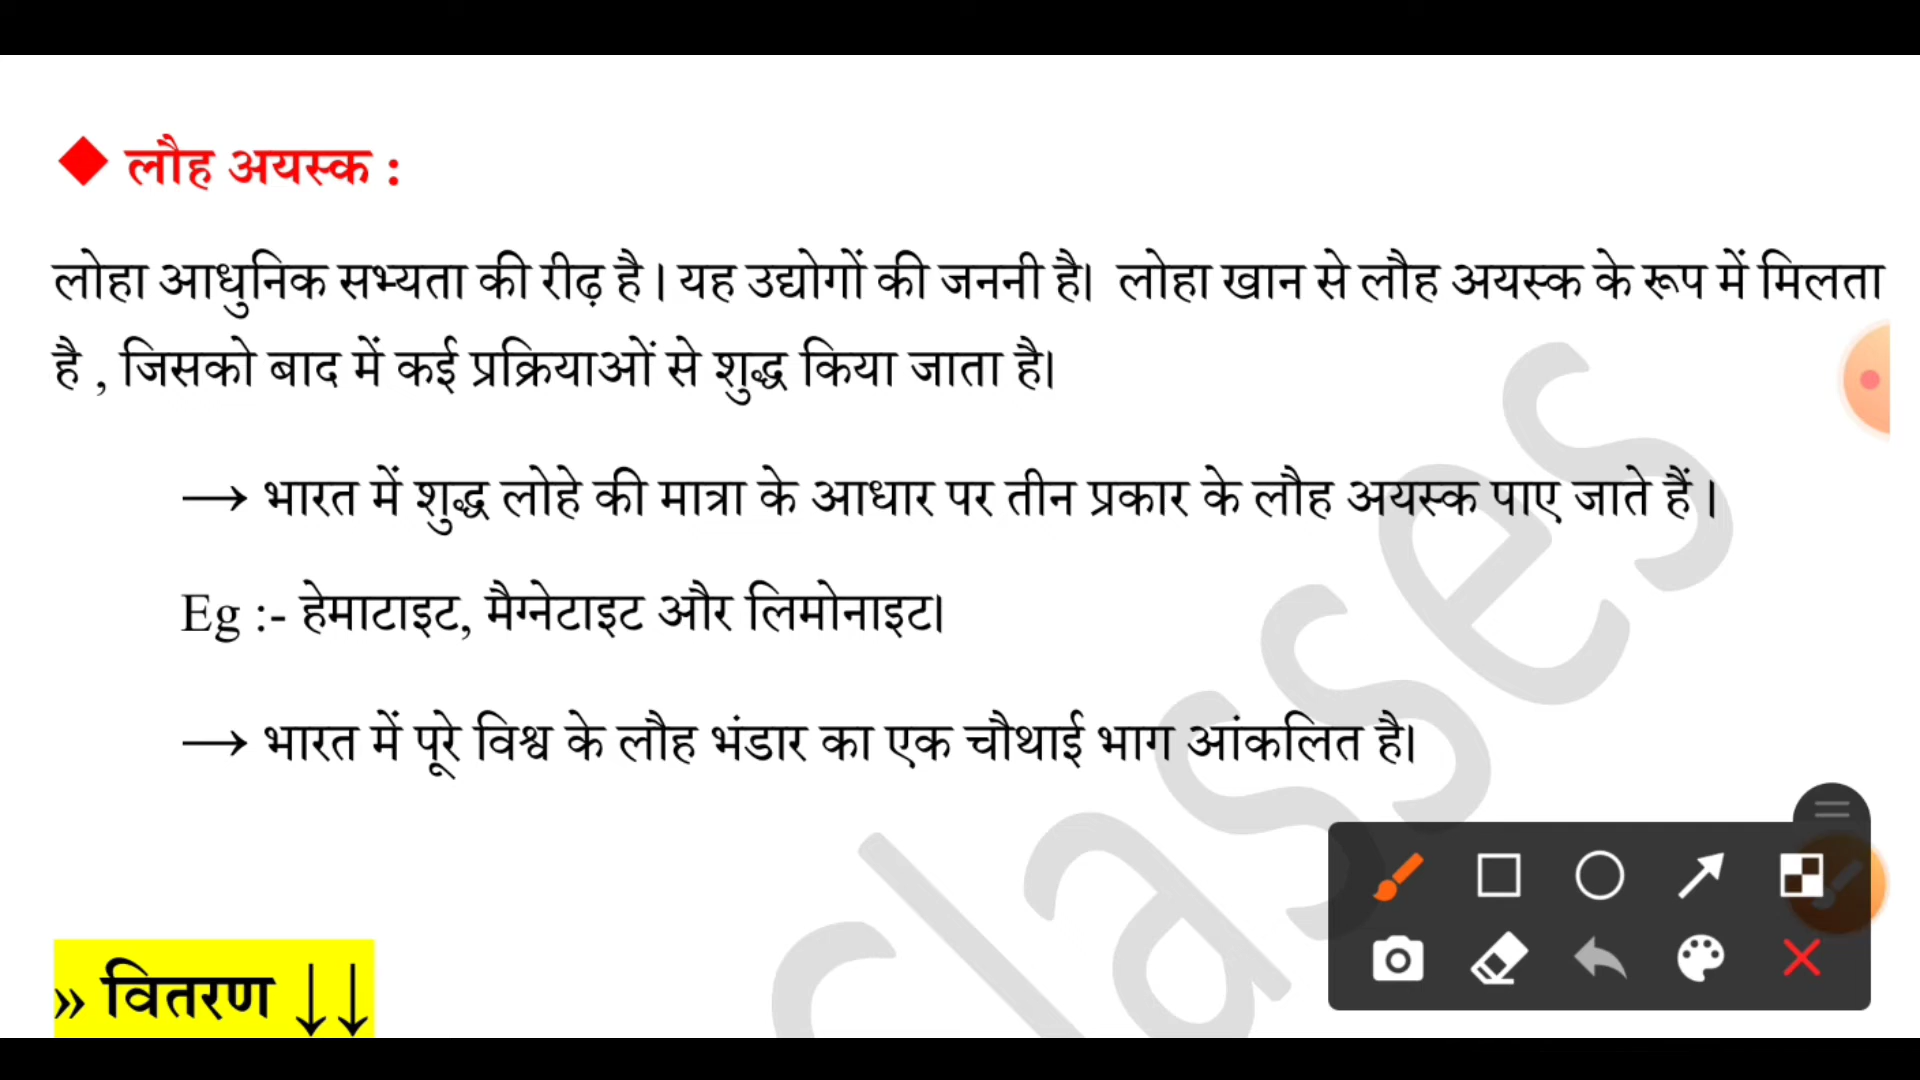 ◆ लौह अयस्क :
लोहा आधुनिक सभ्यता की रीढ़ है । यह उद्योगों की जननी है। लोहा खान से लौह अयस्क के रूप में मिलता
है , जिसको बाद में कई प्रक्रियाओं से शुद्ध किया जाता है।
→ भारत में शुद्ध लोहे की मात्रा के आधार पर तीन प्रकार के लौह अयस्क पाए जाते हैं ।
Eg :- हेमाटाइट, मैग्नेटाइट और लिमोनाइट।
→ भारत में पूरे विश्व के लौह भंडार का एक चौथाई भाग आंकलित है।
» वितरण ↓↓
Classes